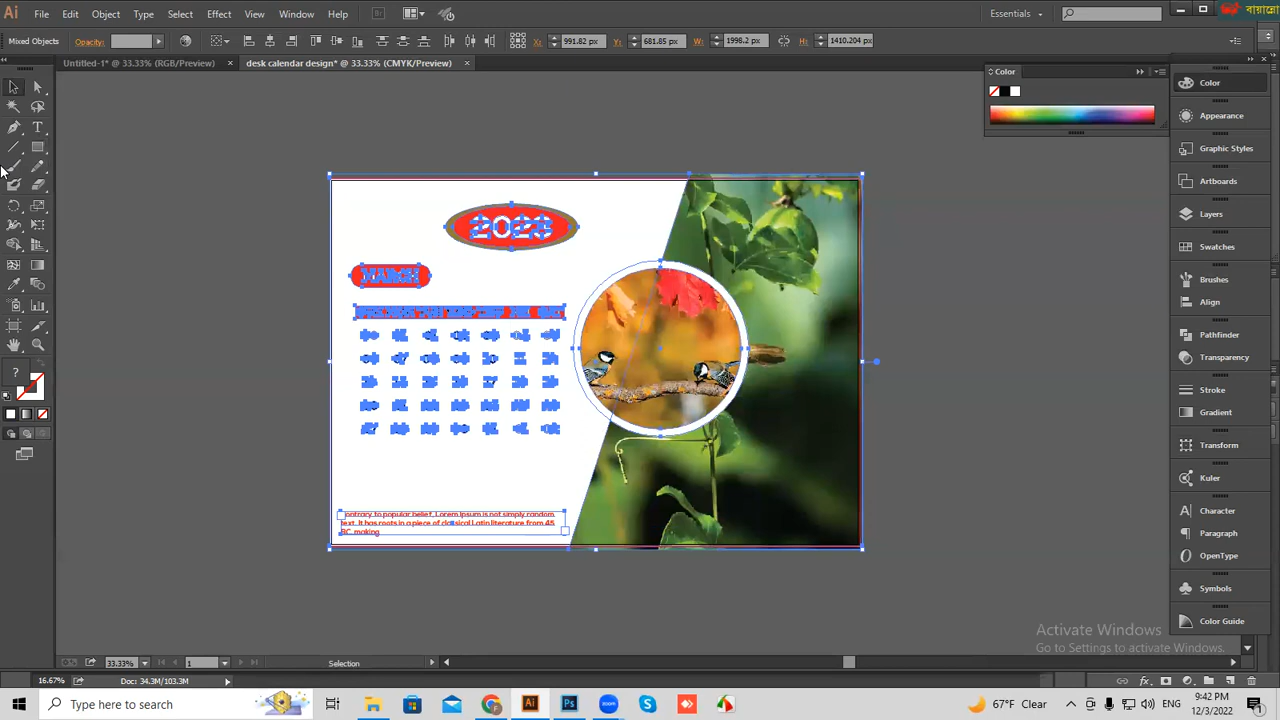 Ai File Edit Object Type Select Effect View Window Help Br Essentials বায়ান্নো
Mixed Objects Opacity: X: 991.82 px Y: 681.85 px W: 1998.2 px H: 1410.204 px
Untitled-1* @ 33.33% (RGB/Preview) × desk calendar design* @ 33.33% (CMYK/Preview) ×
Color
Color
Appearance
Graphic Styles
Artboards
Layers
Swatches
Brushes
Align
Pathfinder
Transparency
Stroke
Gradient
Transform
Kuler
Character
Paragraph
OpenType
Symbols
Color Guide
2023
MARCH
ontrary to popular belief, Lorem Ipsum is not simply random
text. It has roots in a piece of classical Latin literature from 45
BC, making
Activate Windows
Go to Settings to activate Windows.
33.33% 1 Selection
16.67% Doc: 34.3M/103.3M
Type here to search
67°F Clear
ENG
9:42 PM
12/3/2022